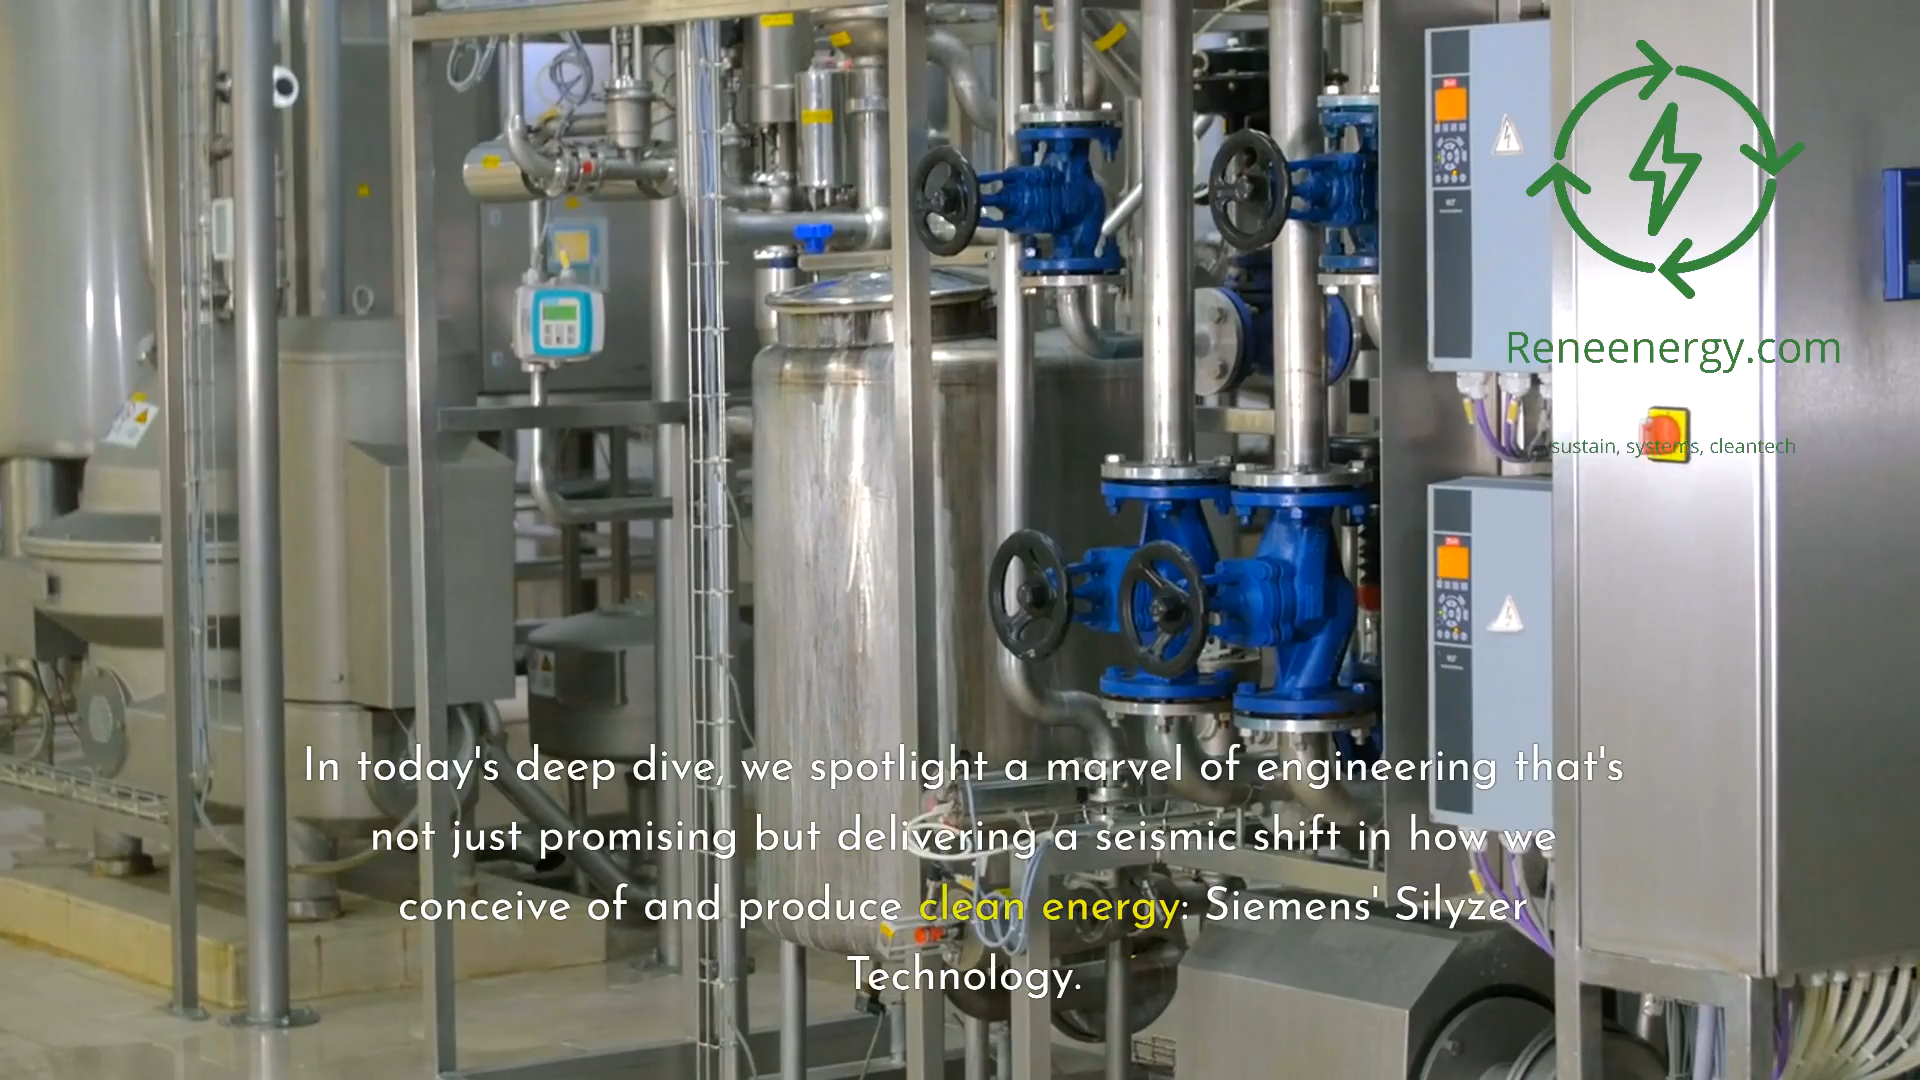 Reneenergy.com
sustain, systems, cleantech
In today's deep dive, we spotlight a marvel of engineering that's
not just promising but delivering a seismic shift in how we
conceive of and produce clean energy: Siemens' Silyzer
Technology.